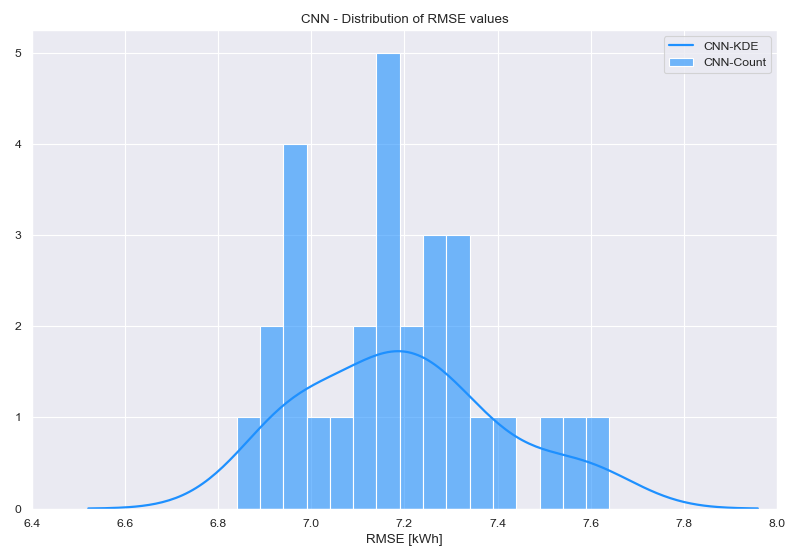 CNN - Distribution of RMSE values
CNN-KDE
CNN-Count
5
4
3
2
1
0
6.4 6.6 6.8 7.0 7.2 7.4 7.6 7.8 8.0
RMSE [kWh]